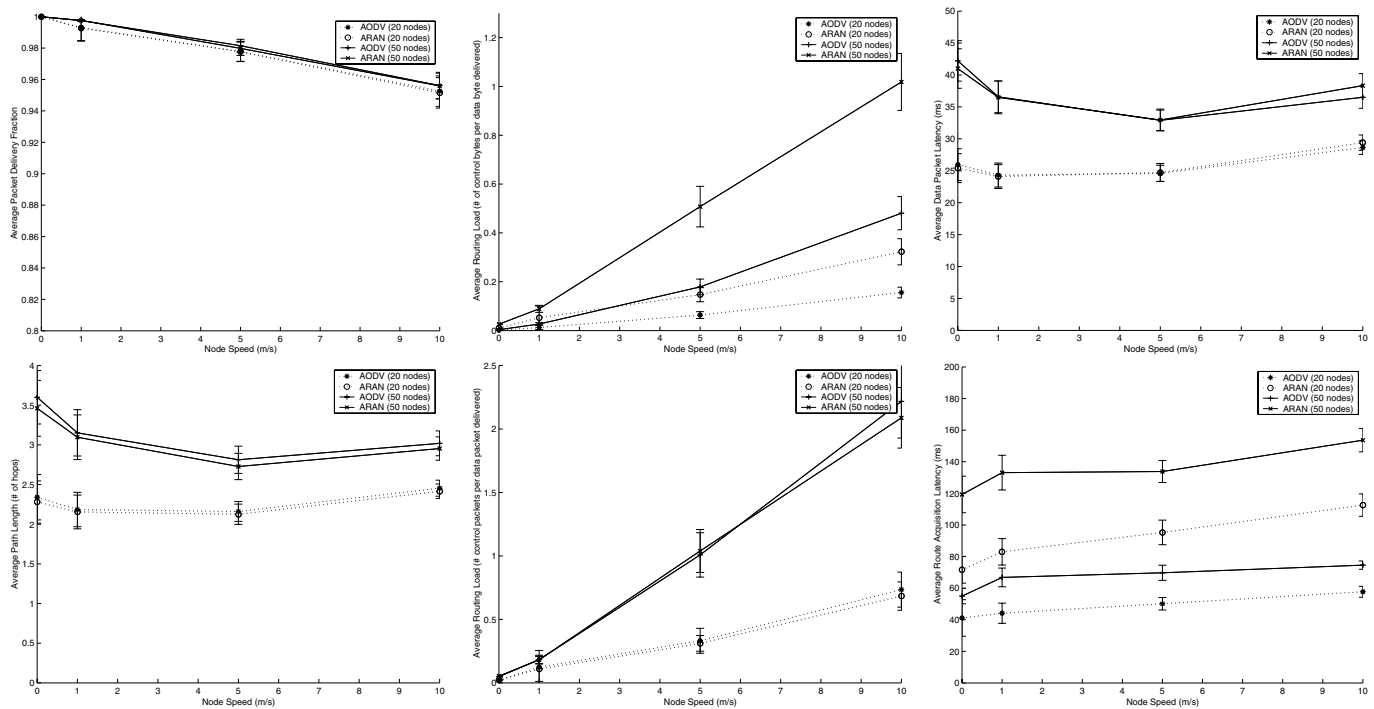 Average Packet Delivery Fraction
1
0.98
0.96
0.94
0.92
0.9
0.88
0.86
0.84
0.82
0.8
0 1 2 3 4 5 6 7 8 9 10
Node Speed (m/s)
AODV (20 nodes)
ARAN (20 nodes)
AODV (50 nodes)
ARAN (50 nodes)
Average Routing Load (# of control bytes per data byte delivered)
1.2
1
0.8
0.6
0.4
0.2
0
0 1 2 3 4 5 6 7 8 9 10
Node Speed (m/s)
AODV (20 nodes)
ARAN (20 nodes)
AODV (50 nodes)
ARAN (50 nodes)
Average Data Packet Latency (ms)
50
45
40
35
30
25
20
15
10
5
0
0 1 2 3 4 5 6 7 8 9 10
Node Speed (m/s)
AODV (20 nodes)
ARAN (20 nodes)
AODV (50 nodes)
ARAN (50 nodes)
Average Path Length (# of hops)
4
3.5
3
2.5
2
1.5
1
0.5
0
0 1 2 3 4 5 6 7 8 9 10
Node Speed (m/s)
AODV (20 nodes)
ARAN (20 nodes)
AODV (50 nodes)
ARAN (50 nodes)
Average Routing Load (# control packets per data packet delivered)
2.5
2
1.5
1
0.5
0
0 1 2 3 4 5 6 7 8 9 10
Node Speed (m/s)
AODV (20 nodes)
ARAN (20 nodes)
AODV (50 nodes)
ARAN (50 nodes)
Average Route Acquisition Latency (ms)
200
180
160
140
120
100
80
60
40
20
0
0 1 2 3 4 5 6 7 8 9 10
Node Speed (m/s)
AODV (20 nodes)
ARAN (20 nodes)
AODV (50 nodes)
ARAN (50 nodes)